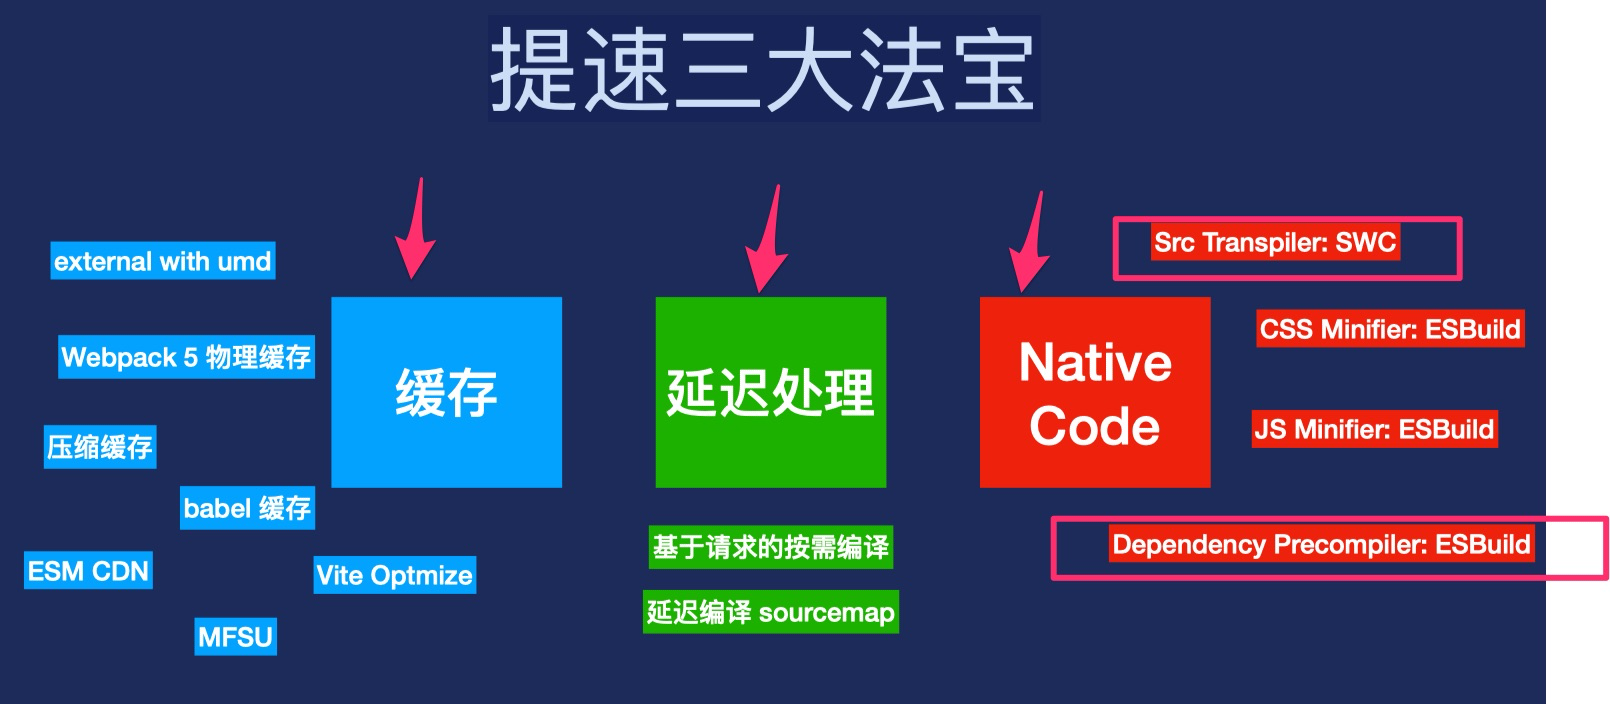 提速三大法宝
external with umd
Webpack 5 物理缓存
压缩缓存
babel 缓存
ESM CDN
Vite Optmize
MFSU
缓存
延迟处理
基于请求的按需编译
延迟编译 sourcemap
Native
Code
Src Transpiler: SWC
CSS Minifier: ESBuild
JS Minifier: ESBuild
Dependency Precompiler: ESBuild